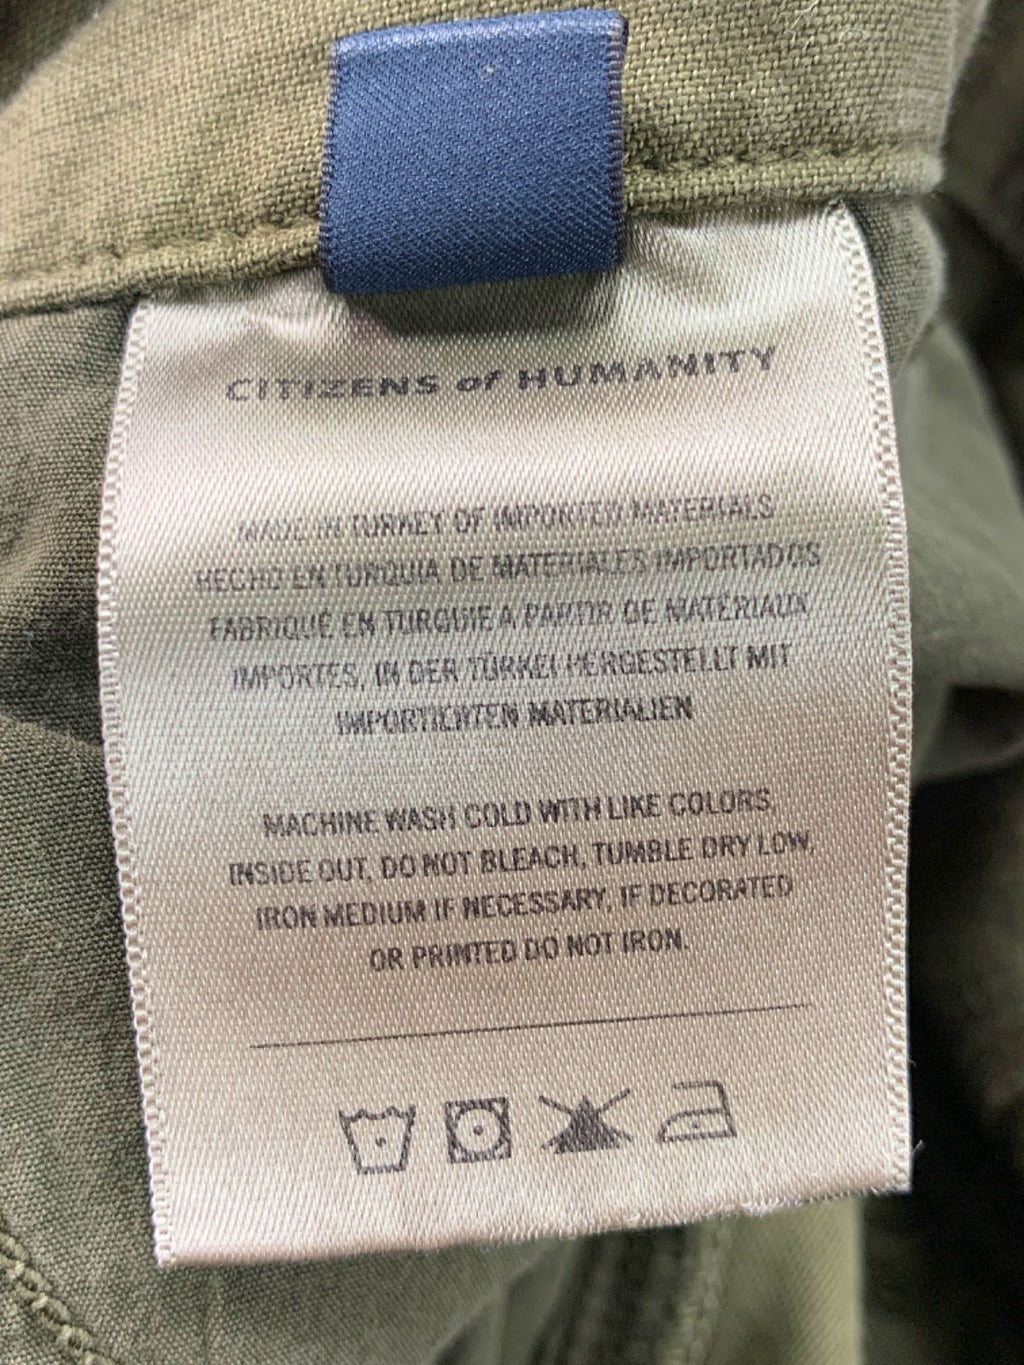 CITIZENS of HUMANITY
MADE IN TURKEY OF IMPORTED MATERIALS
HECHO EN TURQUIA DE MATERIALES IMPORTADOS
FABRIQUÉ EN TURQUIE A PARTIR DE MATÉRIAUX
IMPORTES, IN DER TÜRKEI HERGESTELLT MIT
IMPORTIERTEN MATERIALIEN
MACHINE WASH COLD WITH LIKE COLORS,
INSIDE OUT, DO NOT BLEACH, TUMBLE DRY LOW,
IRON MEDIUM IF NECESSARY, IF DECORATED
OR PRINTED DO NOT IRON.